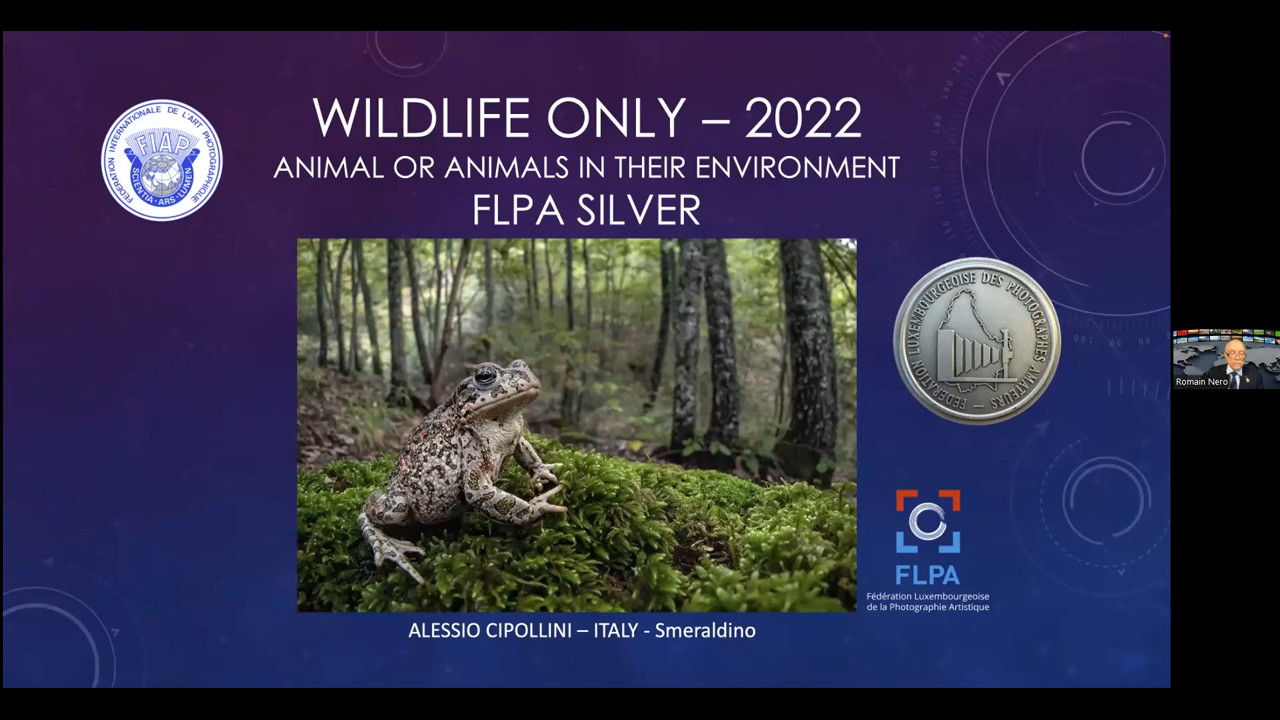 WILDLIFE ONLY – 2022
ANIMAL OR ANIMALS IN THEIR ENVIRONMENT
FLPA SILVER
FEDERATION INTERNATIONALE DE L'ART PHOTOGRAPHIQUE
FIAP
SCIENTIA - ARS - LUMEN
FEDERATION LUXEMBOURGEOISE DES PHOTOGRAPHES AMATEURS
Romain Nero
FLPA
Fédération Luxembourgeoise
de la Photographie Artistique
ALESSIO CIPOLLINI – ITALY - Smeraldino